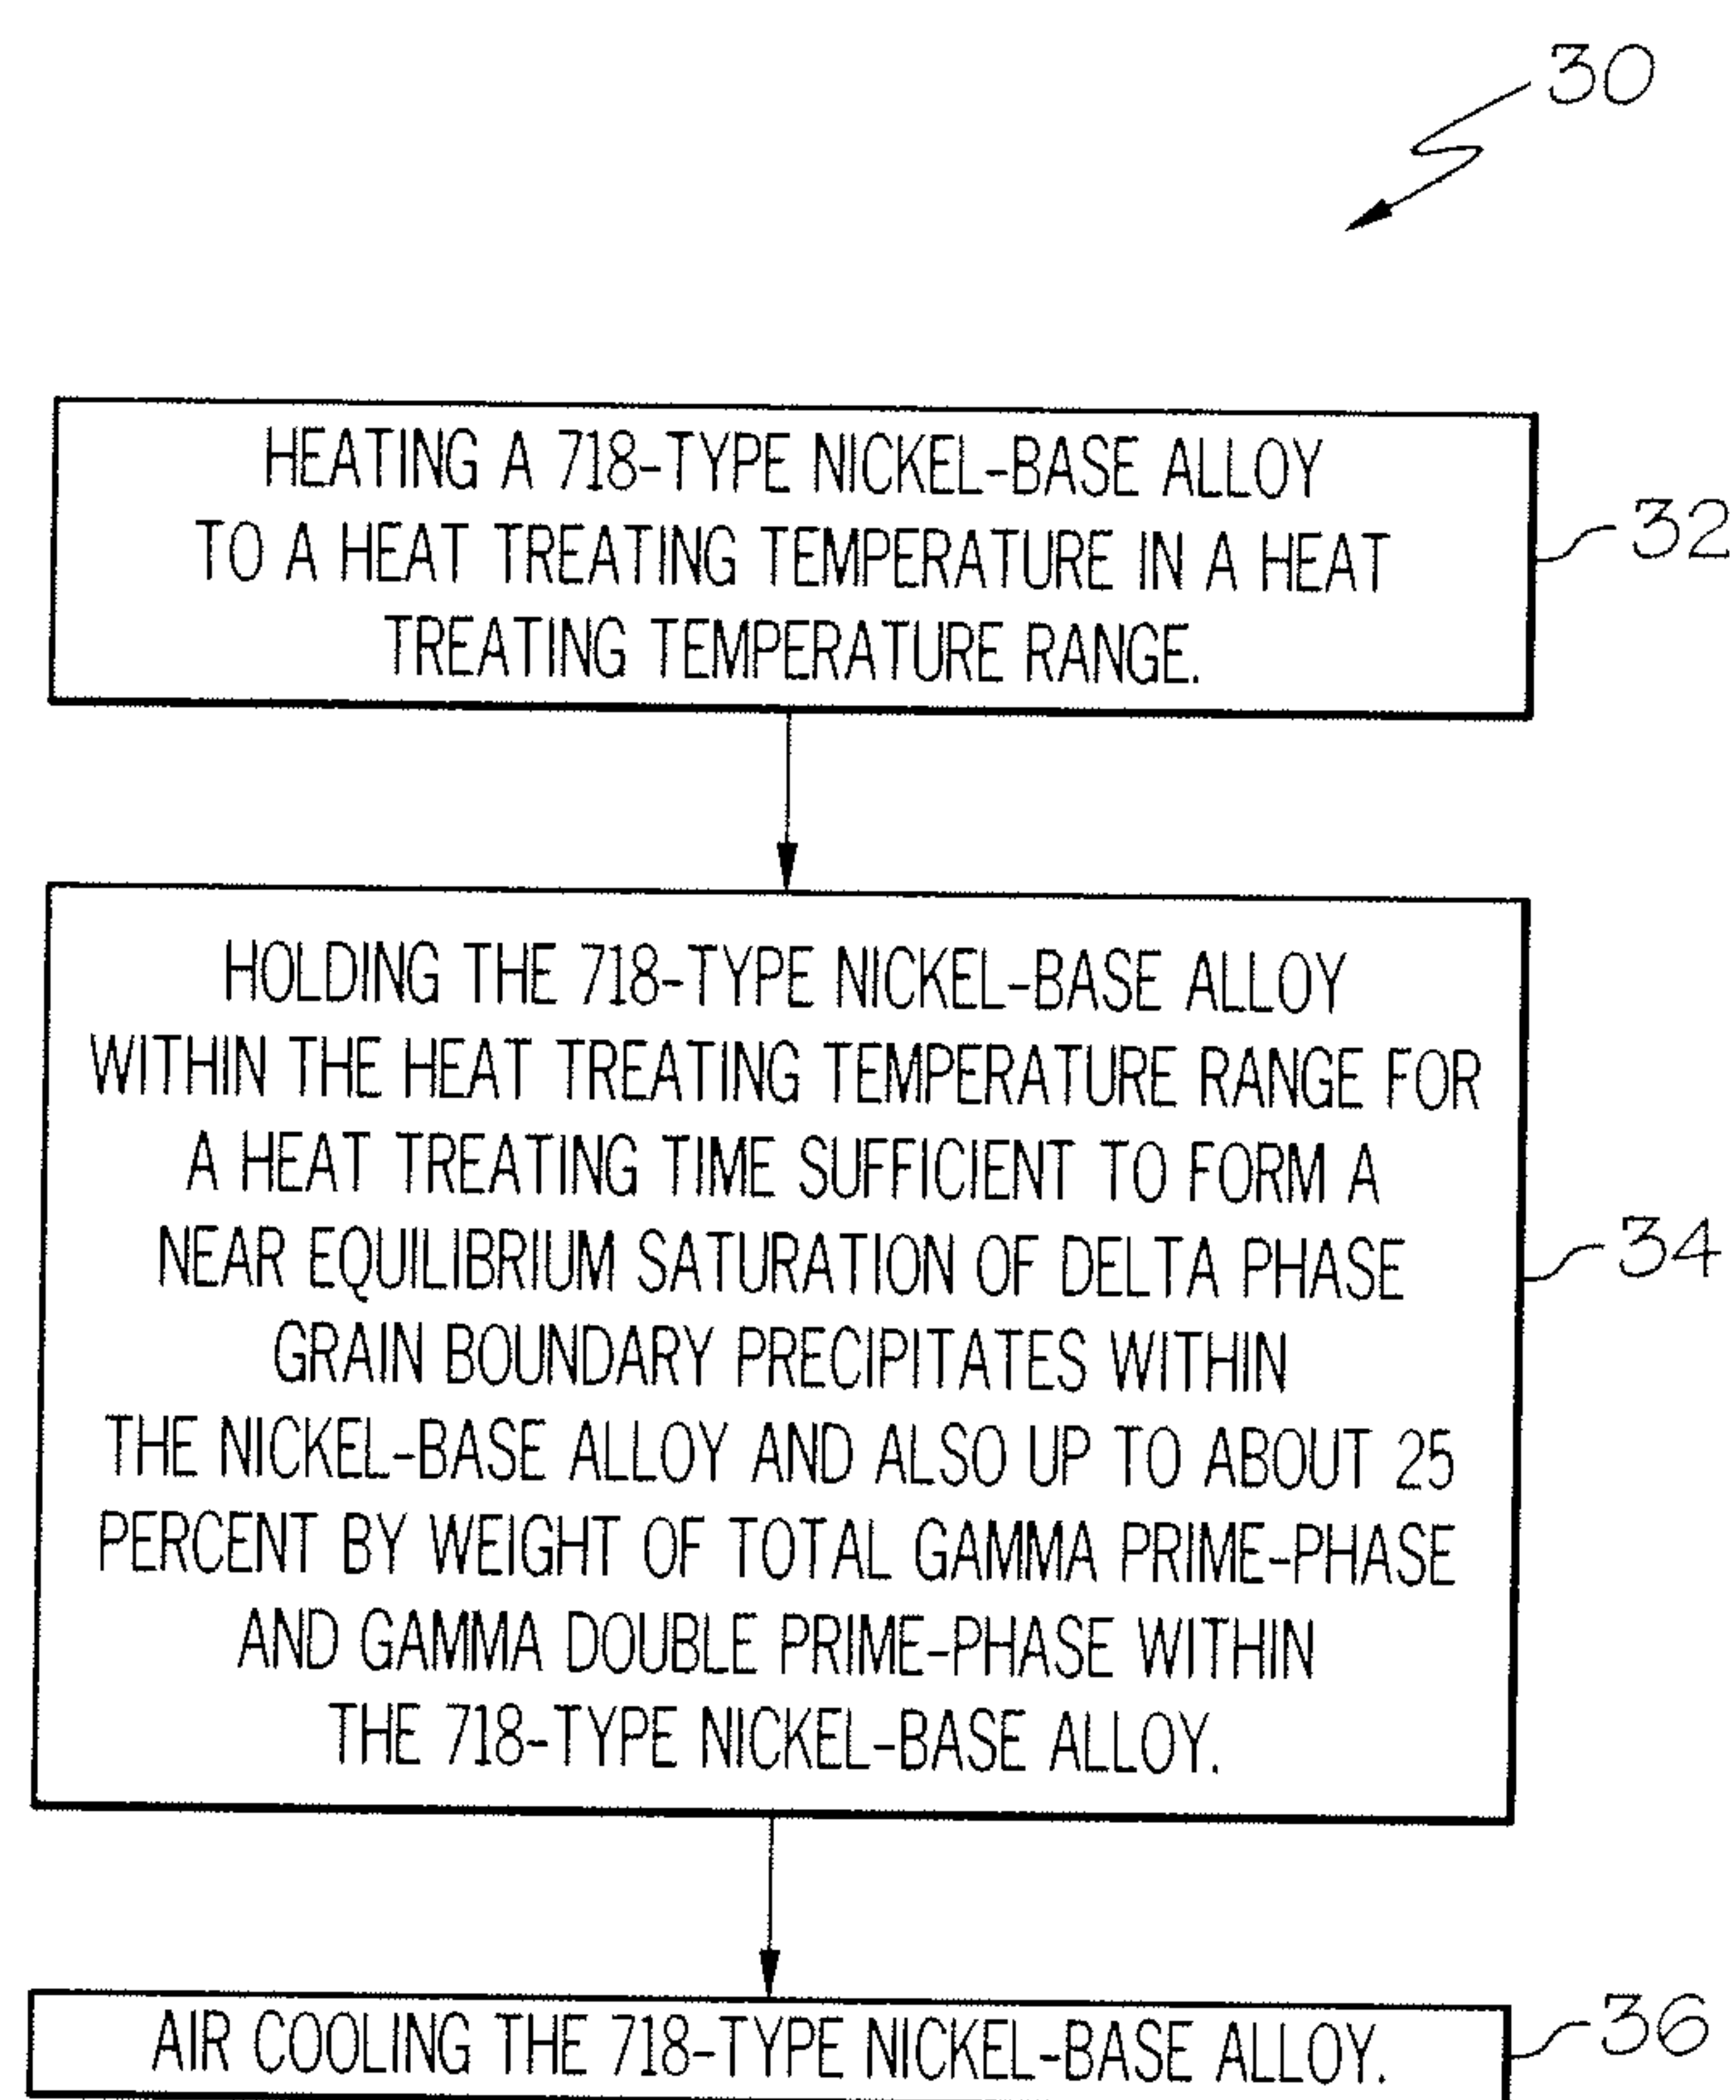 30
HEATING A 718-TYPE NICKEL-BASE ALLOY
TO A HEAT TREATING TEMPERATURE IN A HEAT
TREATING TEMPERATURE RANGE.
32
HOLDING THE 718-TYPE NICKEL-BASE ALLOY
WITHIN THE HEAT TREATING TEMPERATURE RANGE FOR
A HEAT TREATING TIME SUFFICIENT TO FORM A
NEAR EQUILIBRIUM SATURATION OF DELTA PHASE
GRAIN BOUNDARY PRECIPITATES WITHIN
THE NICKEL-BASE ALLOY AND ALSO UP TO ABOUT 25
PERCENT BY WEIGHT OF TOTAL GAMMA PRIME-PHASE
AND GAMMA DOUBLE PRIME-PHASE WITHIN
THE 718-TYPE NICKEL-BASE ALLOY.
34
AIR COOLING THE 718-TYPE NICKEL-BASE ALLOY.
36